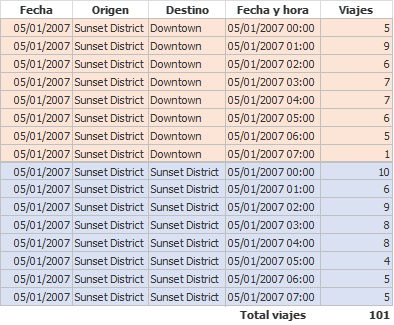 Fecha Origen Destino Fecha y hora Viajes
05/01/2007 Sunset District Downtown 05/01/2007 00:00 5
05/01/2007 Sunset District Downtown 05/01/2007 01:00 9
05/01/2007 Sunset District Downtown 05/01/2007 02:00 6
05/01/2007 Sunset District Downtown 05/01/2007 03:00 7
05/01/2007 Sunset District Downtown 05/01/2007 04:00 7
05/01/2007 Sunset District Downtown 05/01/2007 05:00 6
05/01/2007 Sunset District Downtown 05/01/2007 06:00 5
05/01/2007 Sunset District Downtown 05/01/2007 07:00 1
05/01/2007 Sunset District Sunset District 05/01/2007 00:00 10
05/01/2007 Sunset District Sunset District 05/01/2007 01:00 6
05/01/2007 Sunset District Sunset District 05/01/2007 02:00 9
05/01/2007 Sunset District Sunset District 05/01/2007 03:00 8
05/01/2007 Sunset District Sunset District 05/01/2007 04:00 8
05/01/2007 Sunset District Sunset District 05/01/2007 05:00 4
05/01/2007 Sunset District Sunset District 05/01/2007 06:00 5
05/01/2007 Sunset District Sunset District 05/01/2007 07:00 5
Total viajes 101